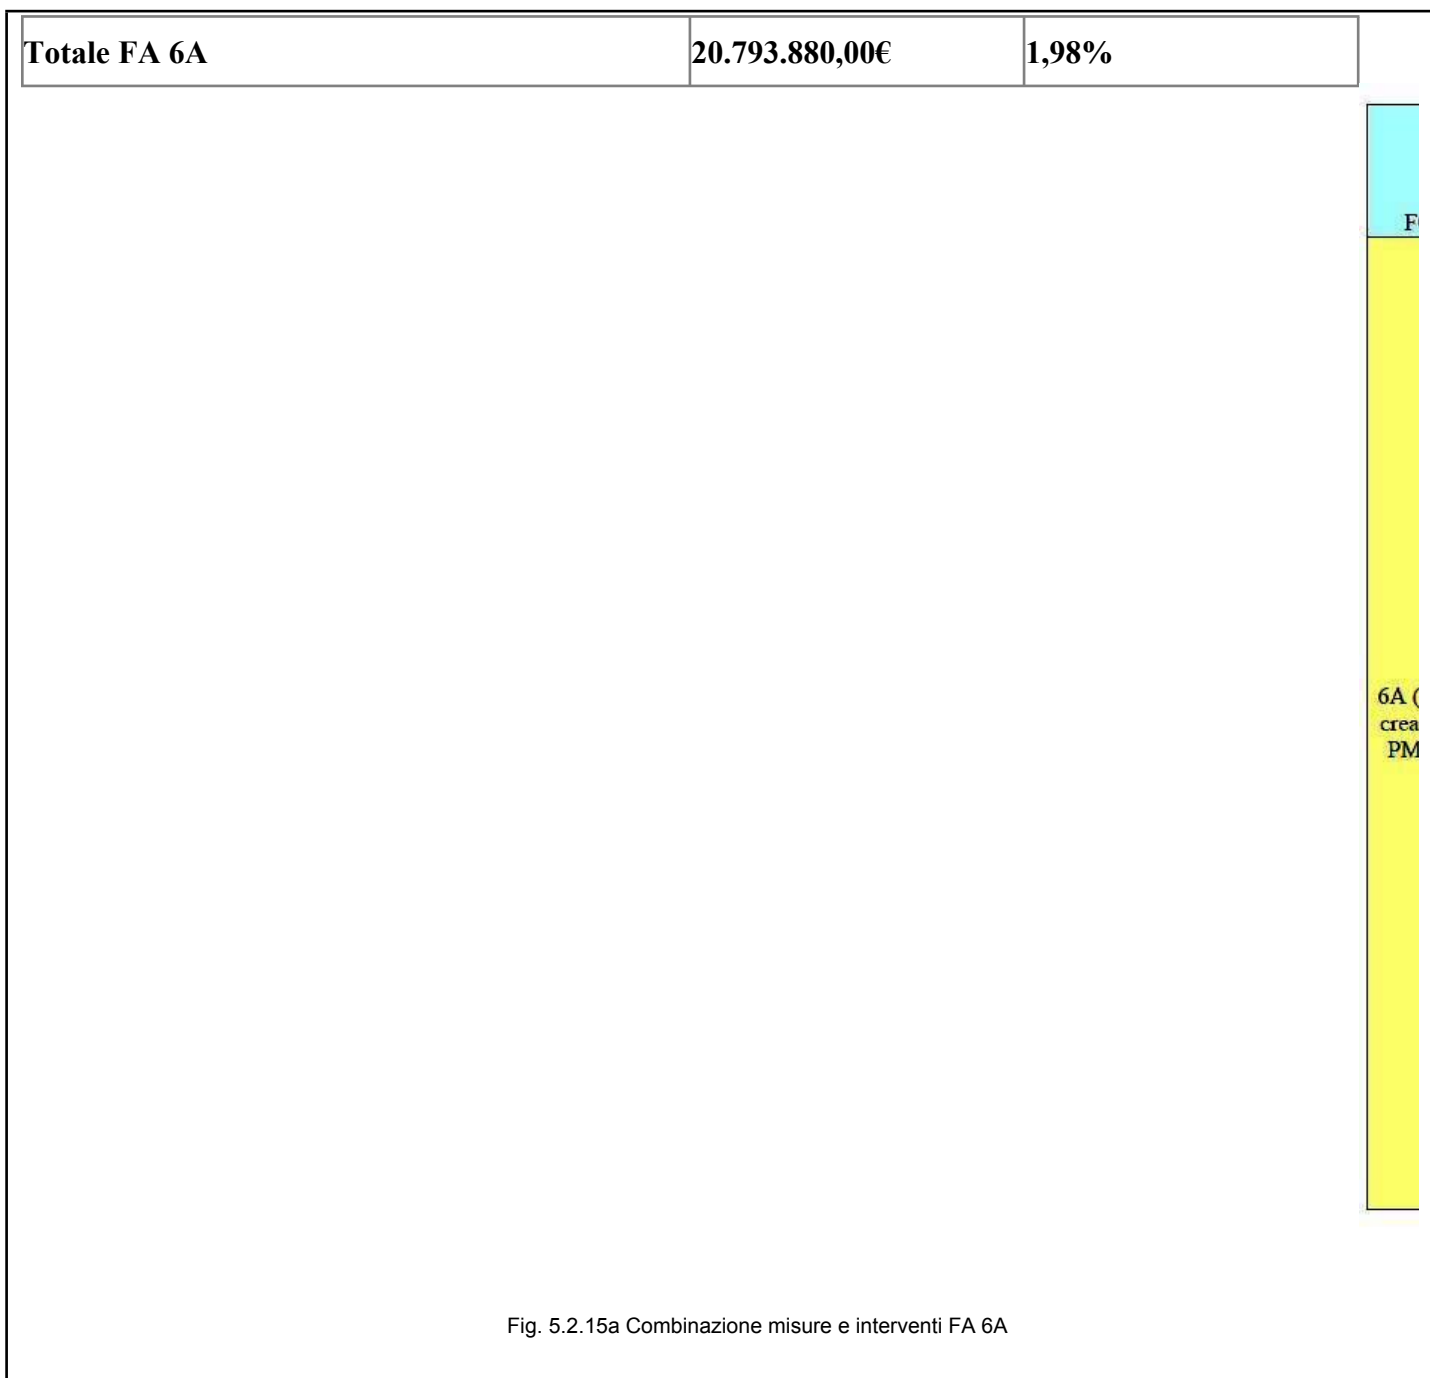 Totale FA 6A 20.793.880,00€ 1,98%
6A (
Fig. 5.2.15a Combinazione misure e interventi FA 6A